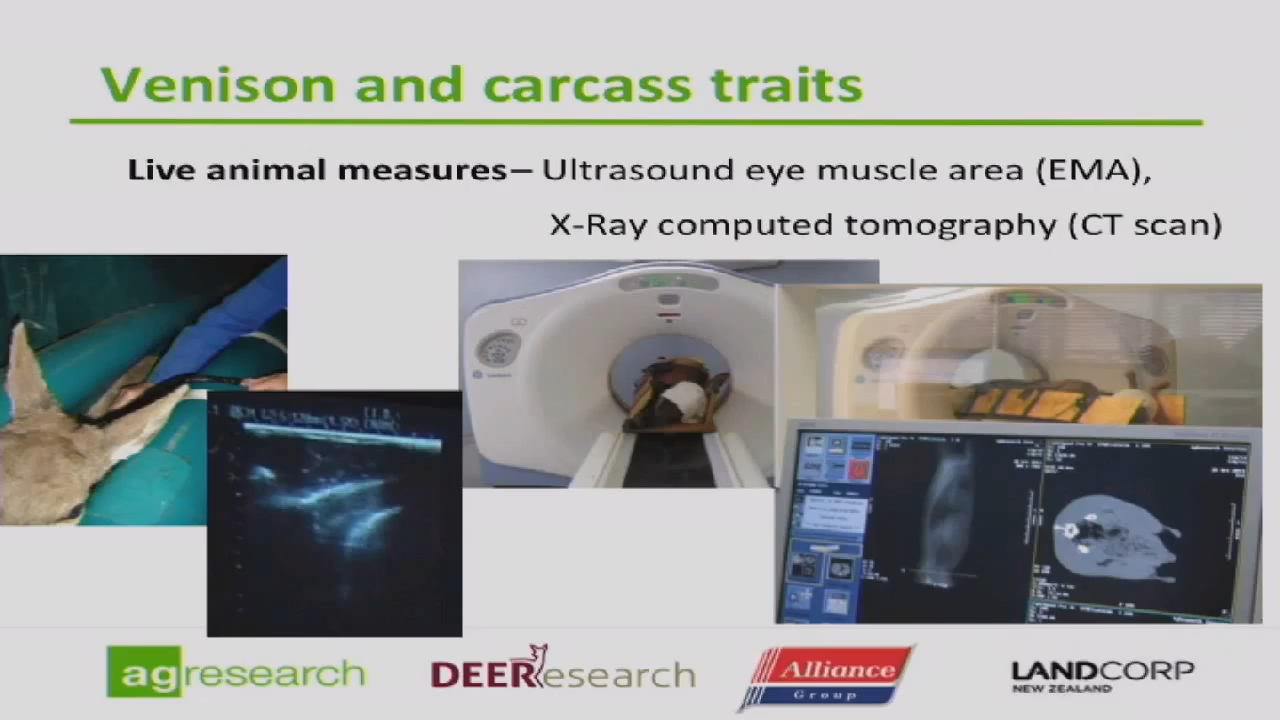 Venison and carcass traits
Live animal measures– Ultrasound eye muscle area (EMA),
X-Ray computed tomography (CT scan)
agresearch
DEEResearch
Alliance
Group
LANDCORP
NEW ZEALAND